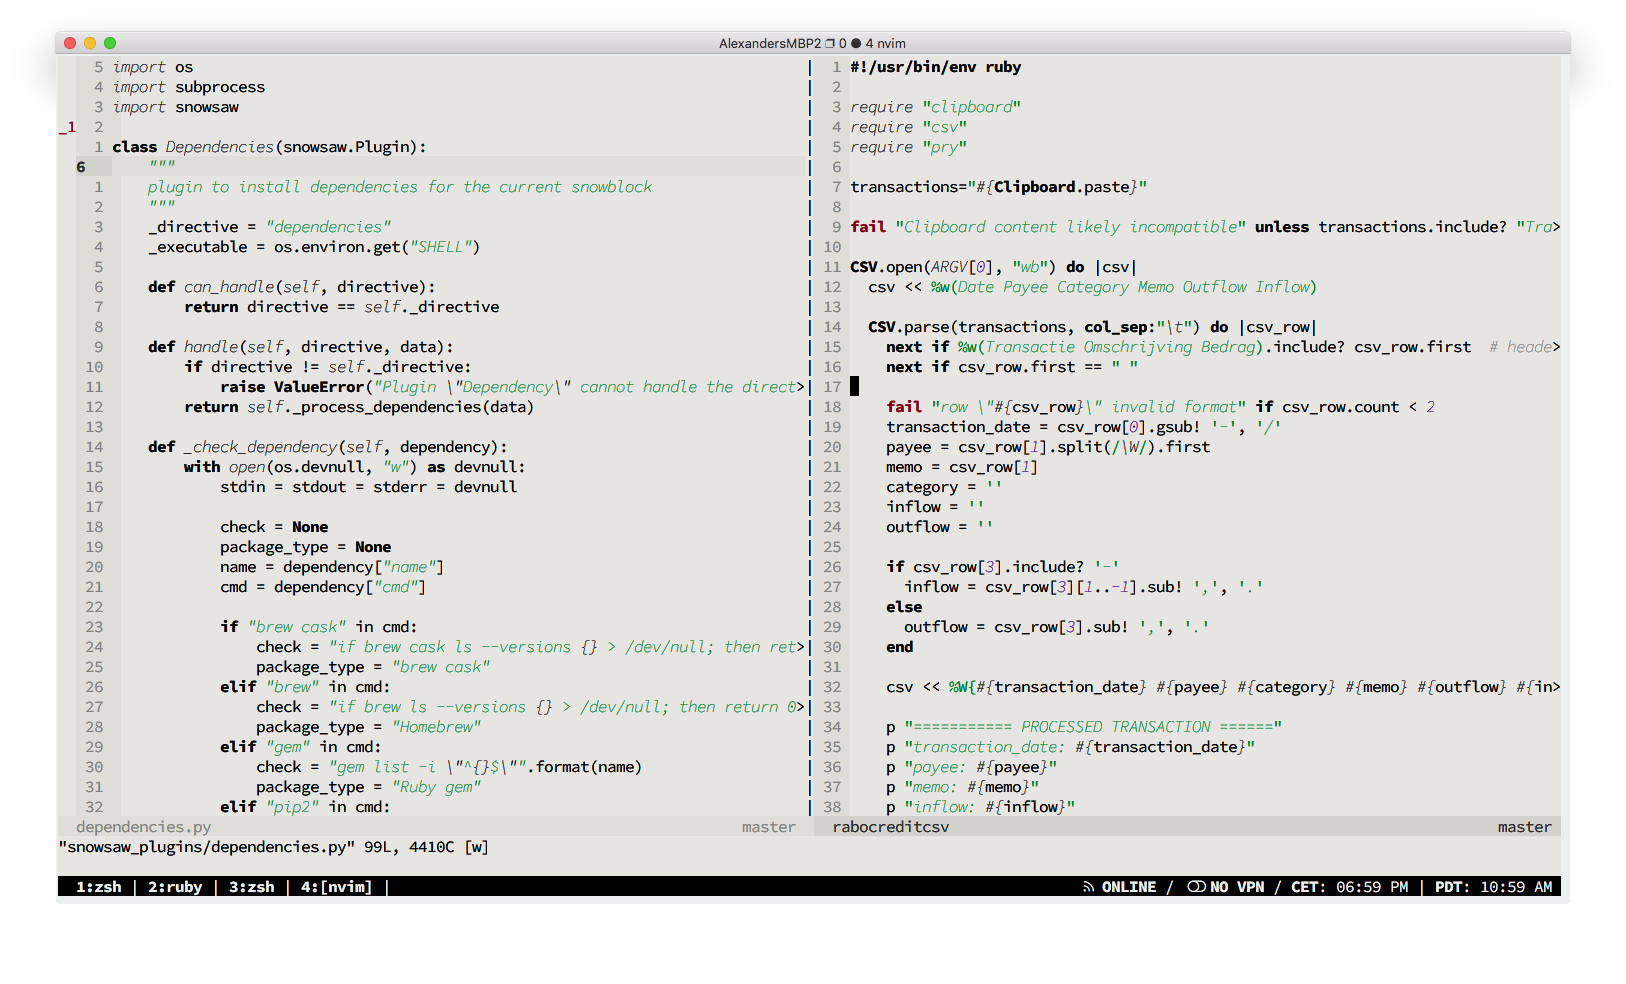 AlexandersMBP2 ❐ 0 ● 4 nvim
5 import os
4 import subprocess
3 import snowsaw
_1 2
1 class Dependencies(snowsaw.Plugin):
6 """
1 plugin to install dependencies for the current snowblock
2 """
3 _directive = "dependencies"
4 _executable = os.environ.get("SHELL")
5
6 def can_handle(self, directive):
7 return directive == self._directive
8
9 def handle(self, directive, data):
10 if directive != self._directive:
11 raise ValueError("Plugin \"Dependency\" cannot handle the direct>
12 return self._process_dependencies(data)
13
14 def _check_dependency(self, dependency):
15 with open(os.devnull, "w") as devnull:
16 stdin = stdout = stderr = devnull
17
18 check = None
19 package_type = None
20 name = dependency["name"]
21 cmd = dependency["cmd"]
22
23 if "brew cask" in cmd:
24 check = "if brew cask ls --versions {} > /dev/null; then ret>
25 package_type = "brew cask"
26 elif "brew" in cmd:
27 check = "if brew ls --versions {} > /dev/null; then return 0>
28 package_type = "Homebrew"
29 elif "gem" in cmd:
30 check = "gem list -i \"^{}$\"".format(name)
31 package_type = "Ruby gem"
32 elif "pip2" in cmd:
dependencies.py master
1 #!/usr/bin/env ruby
2
3 require "clipboard"
4 require "csv"
5 require "pry"
6
7 transactions="#{Clipboard.paste}"
8
9 fail "Clipboard content likely incompatible" unless transactions.include? "Tra>
10
11 CSV.open(ARGV[0], "wb") do |csv|
12 csv << %w(Date Payee Category Memo Outflow Inflow)
13
14 CSV.parse(transactions, col_sep:"\t") do |csv_row|
15 next if %w(Transactie Omschrijving Bedrag).include? csv_row.first # heade>
16 next if csv_row.first == " "
17
18 fail "row \"#{csv_row}\" invalid format" if csv_row.count < 2
19 transaction_date = csv_row[0].gsub! '-', '/'
20 payee = csv_row[1].split(/\W/).first
21 memo = csv_row[1]
22 category = ''
23 inflow = ''
24 outflow = ''
25
26 if csv_row[3].include? '-'
27 inflow = csv_row[3][1..-1].sub! ',', '.'
28 else
29 outflow = csv_row[3].sub! ',', '.'
30 end
31
32 csv << %W{#{transaction_date} #{payee} #{category} #{memo} #{outflow} #{in>
33
34 p "=========== PROCESSED TRANSACTION ======"
35 p "transaction_date: #{transaction_date}"
36 p "payee: #{payee}"
37 p "memo: #{memo}"
38 p "inflow: #{inflow}"
rabocreditcsv master
"snowsaw_plugins/dependencies.py" 99L, 4410C [w]
1:zsh | 2:ruby | 3:zsh | 4:[nvim] | ONLINE / NO VPN / CET: 06:59 PM | PDT: 10:59 AM